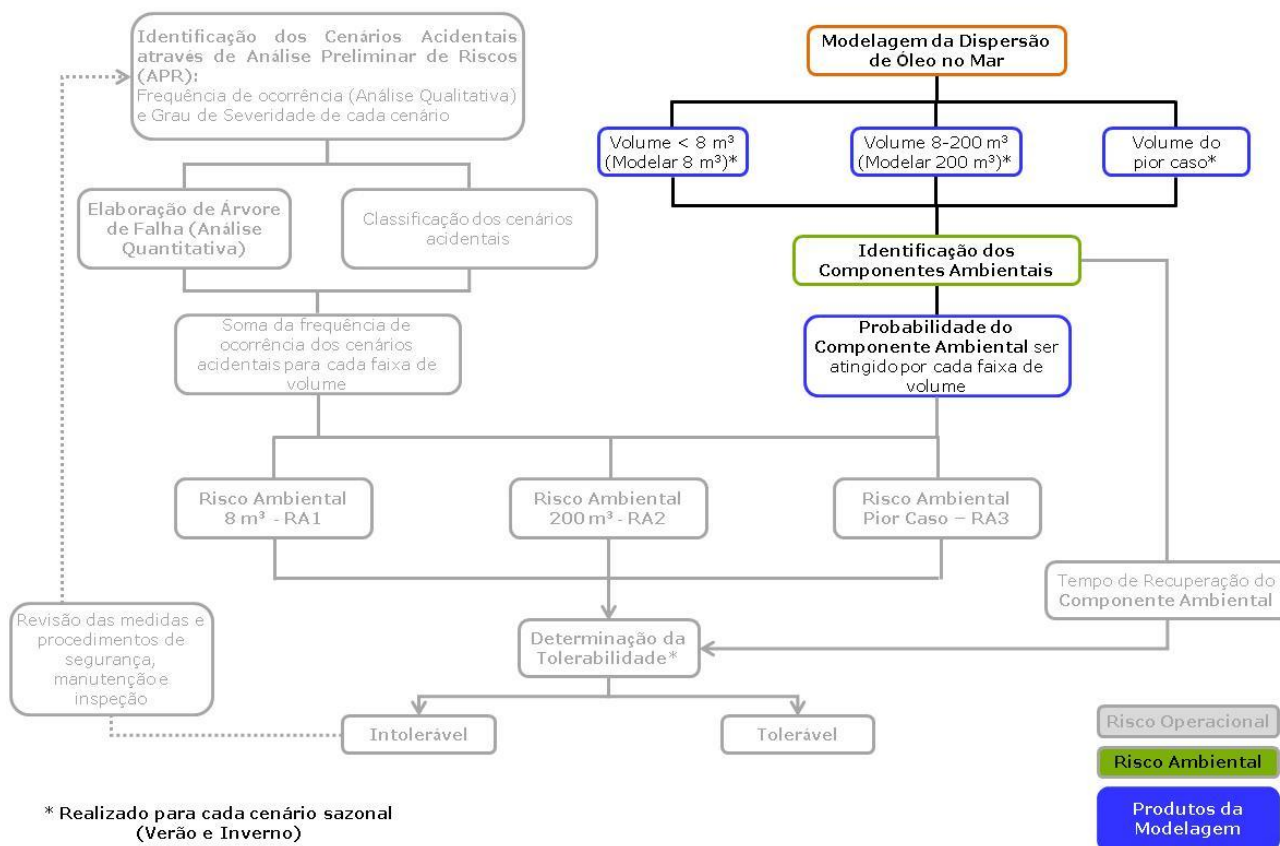 Identificação dos Cenários Acidentais
através de Análise Preliminar de Riscos
(APR):
Frequência de ocorrência (Análise Qualitativa)
e Grau de Severidade de cada cenário
Modelagem da Dispersão
de Óleo no Mar
Volume < 8 m³
(Modelar 8 m³)*
Volume 8-200 m³
(Modelar 200 m³)*
Volume do
pior caso*
Elaboração de Árvore
de Falha (Análise
Quantitativa)
Classificação dos cenários
acidentais
Identificação dos
Componentes Ambientais
Soma da frequência de
ocorrência dos cenários
acidentais para cada faixa de
volume
Probabilidade do
Componente Ambiental ser
atingido por cada faixa de
volume
Risco Ambiental
8 m³ - RA1
Risco Ambiental
200 m³ - RA2
Risco Ambiental
Pior Caso – RA3
Tempo de Recuperação do
Componente Ambiental
Revisão das medidas e
procedimentos de
segurança,
manutenção e
inspeção
Determinação da
Tolerabilidade*
Intolerável
Tolerável
Risco Operacional
Risco Ambiental
Produtos da
Modelagem
* Realizado para cada cenário sazonal
(Verão e Inverno)